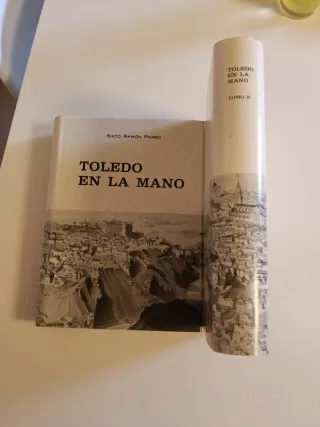 SIXTO RAMÓN PARRO
TOLEDO
EN LA MANO
TOLEDO
EN LA
MANO
TOMO II